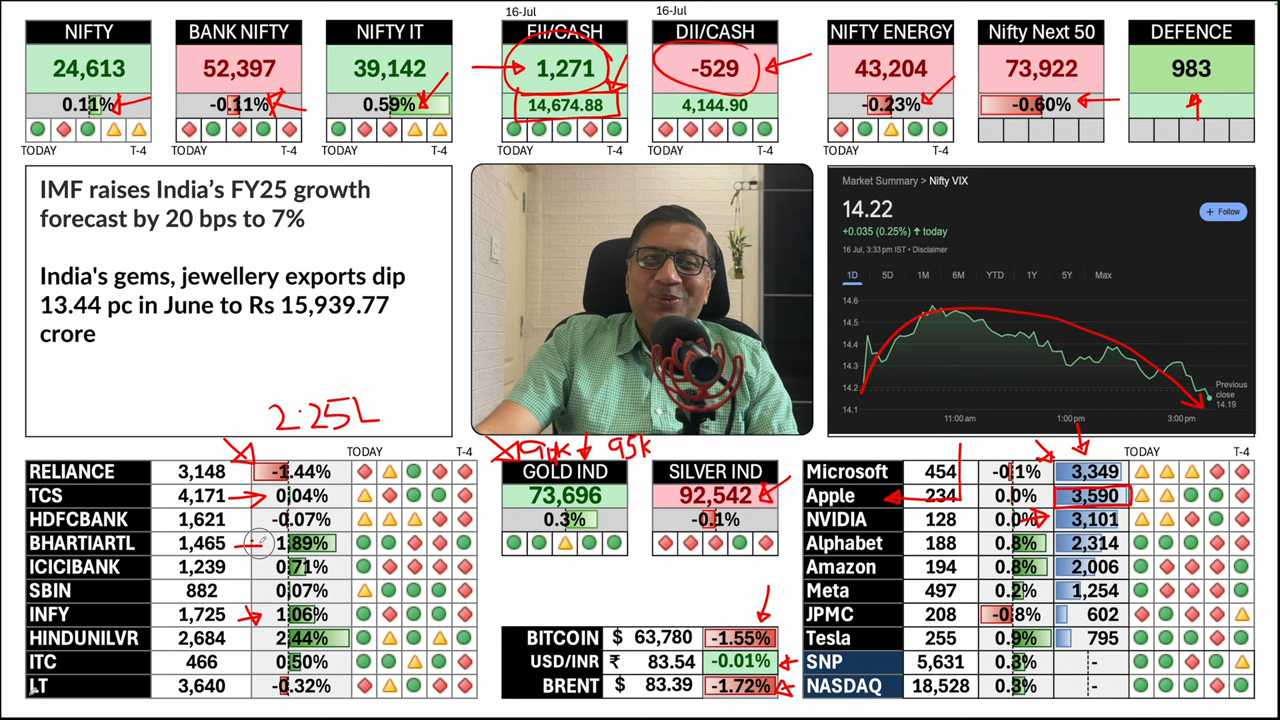 16-Jul
16-Jul
NIFTY
BANK NIFTY
NIFTY IT
FII/CASH
DII/CASH
NIFTY ENERGY
Nifty Next 50
DEFENCE
24,613
52,397
39,142
1,271
-529
43,204
73,922
983
0.11%
-0.11%
0.59%
14,674.88
4,144.90
-0.23%
-0.60%
TODAY T-4
TODAY T-4
TODAY T-4
TODAY T-4
IMF raises India's FY25 growth
forecast by 20 bps to 7%
India's gems, jewellery exports dip
13.44 pc in June to Rs 15,939.77
crore
Market Summary > Nifty VIX
14.22
+ Follow
+0.035 (0.25%) ↑ today
16 Jul, 3:33 pm IST • Disclaimer
1D 5D 1M 6M YTD 1Y 5Y Max
14.6
14.5
14.4
14.3
14.2
14.1
Previous
close
14.19
11:00 am 1:00 pm 3:00 pm
2.25L
95k
TODAY T-4
RELIANCE 3,148 -1.44%
TCS 4,171 0.04%
HDFCBANK 1,621 -0.07%
BHARTIARTL 1,465 1.89%
ICICIBANK 1,239 0.71%
SBIN 882 0.07%
INFY 1,725 1.06%
HINDUNILVR 2,684 2.44%
ITC 466 0.50%
LT 3,640 -0.32%
GOLD IND
73,696
0.3%
SILVER IND
92,542
-0.1%
BITCOIN $ 63,780 -1.55%
USD/INR ₹ 83.54 -0.01%
BRENT $ 83.39 -1.72%
TODAY T-4
Microsoft 454 -0.1% 3,349
Apple 234 0.0% 3,590
NVIDIA 128 3,101
Alphabet 188 0.8% 2,314
Amazon 194 0.8% 2,006
Meta 497 0.2% 1,254
JPMC 208 -0.8% 602
Tesla 255 0.9% 795
SNP 5,631 0.3% -
NASDAQ 18,528 0.3% -